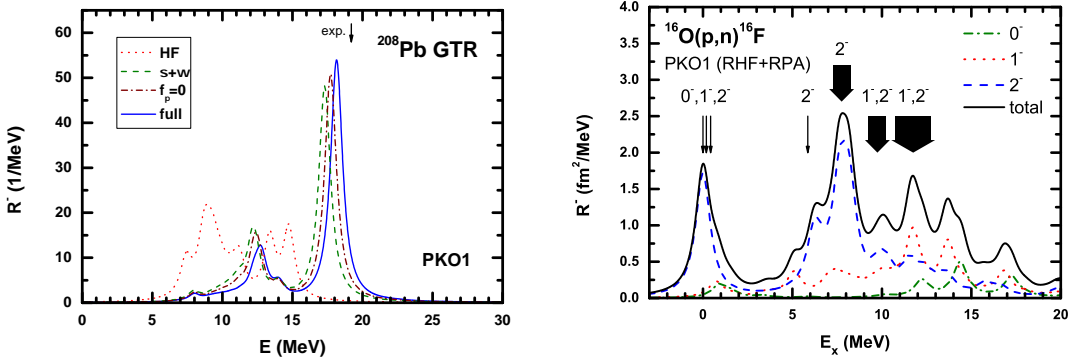 60
50
40
30
20
10
0
R⁻ (1/MeV)
HF
s+w
fₚ=0
full
exp.
²⁰⁸Pb GTR
PKO1
0 5 10 15 20 25 30
E (MeV)
4.0
3.5
3.0
2.5
2.0
1.5
1.0
0.5
0.0
R⁻ (fm²/MeV)
¹⁶O(p,n)¹⁶F
PKO1 (RHF+RPA)
0⁻
1⁻
2⁻
total
2⁻
0⁻,1⁻,2⁻ 2⁻ 1⁻,2⁻ 1⁻,2⁻
0 5 10 15 20
Eₓ (MeV)